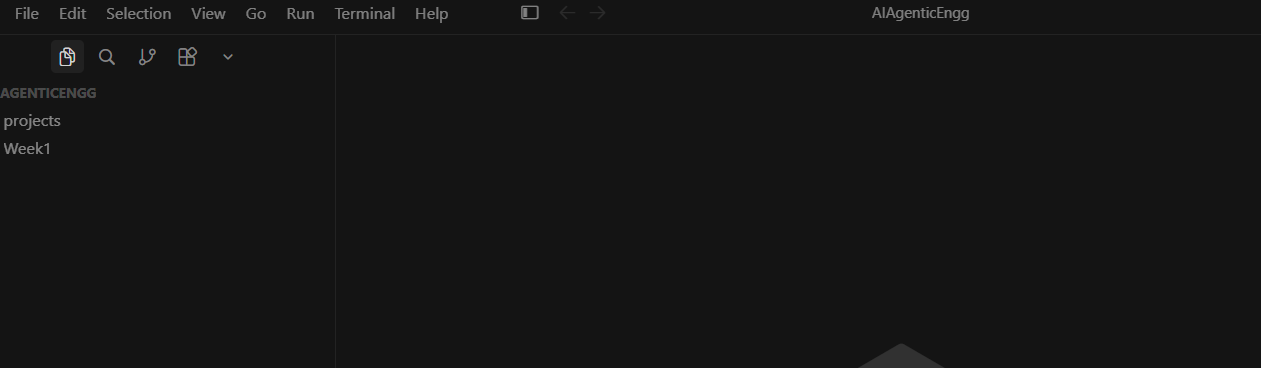 File Edit Selection View Go Run Terminal Help
AIAgenticEngg
AGENTICENGG
projects
Week1